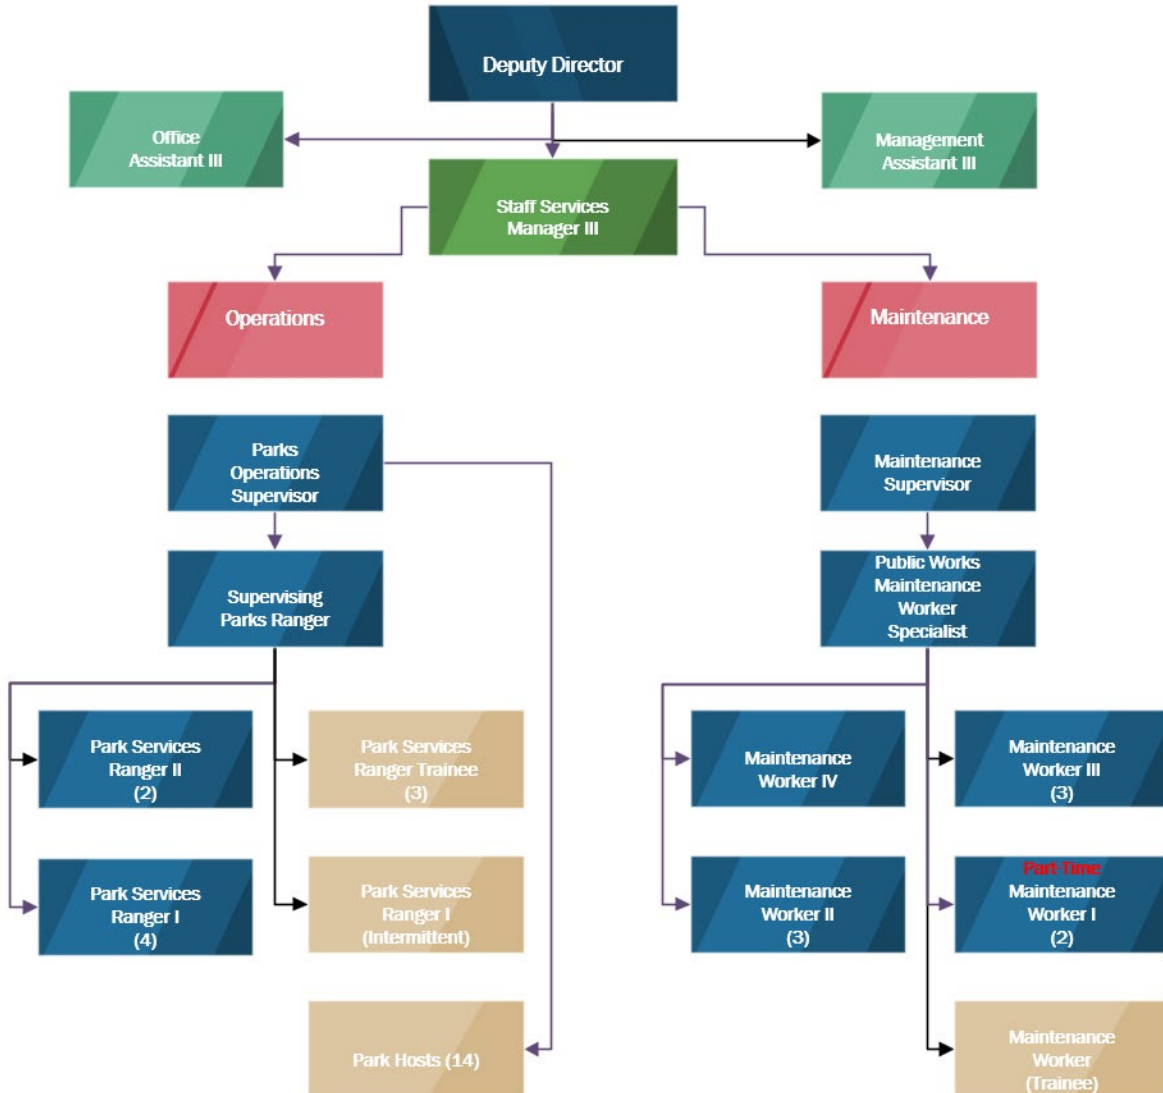 Deputy Director
Office
Assistant III
Management
Assistant III
Staff Services
Manager III
Operations
Maintenance
Parks
Operations
Supervisor
Maintenance
Supervisor
Supervising
Parks Ranger
Public Works
Maintenance
Worker
Specialist
Park Services
Ranger II
(2)
Park Services
Ranger Trainee
(3)
Maintenance
Worker IV
Maintenance
Worker III
(3)
Park Services
Ranger I
(4)
Park Services
Ranger I
(Intermittent)
Maintenance
Worker II
(3)
Part-Time
Maintenance
Worker I
(2)
Park Hosts (14)
Maintenance
Worker
(Trainee)